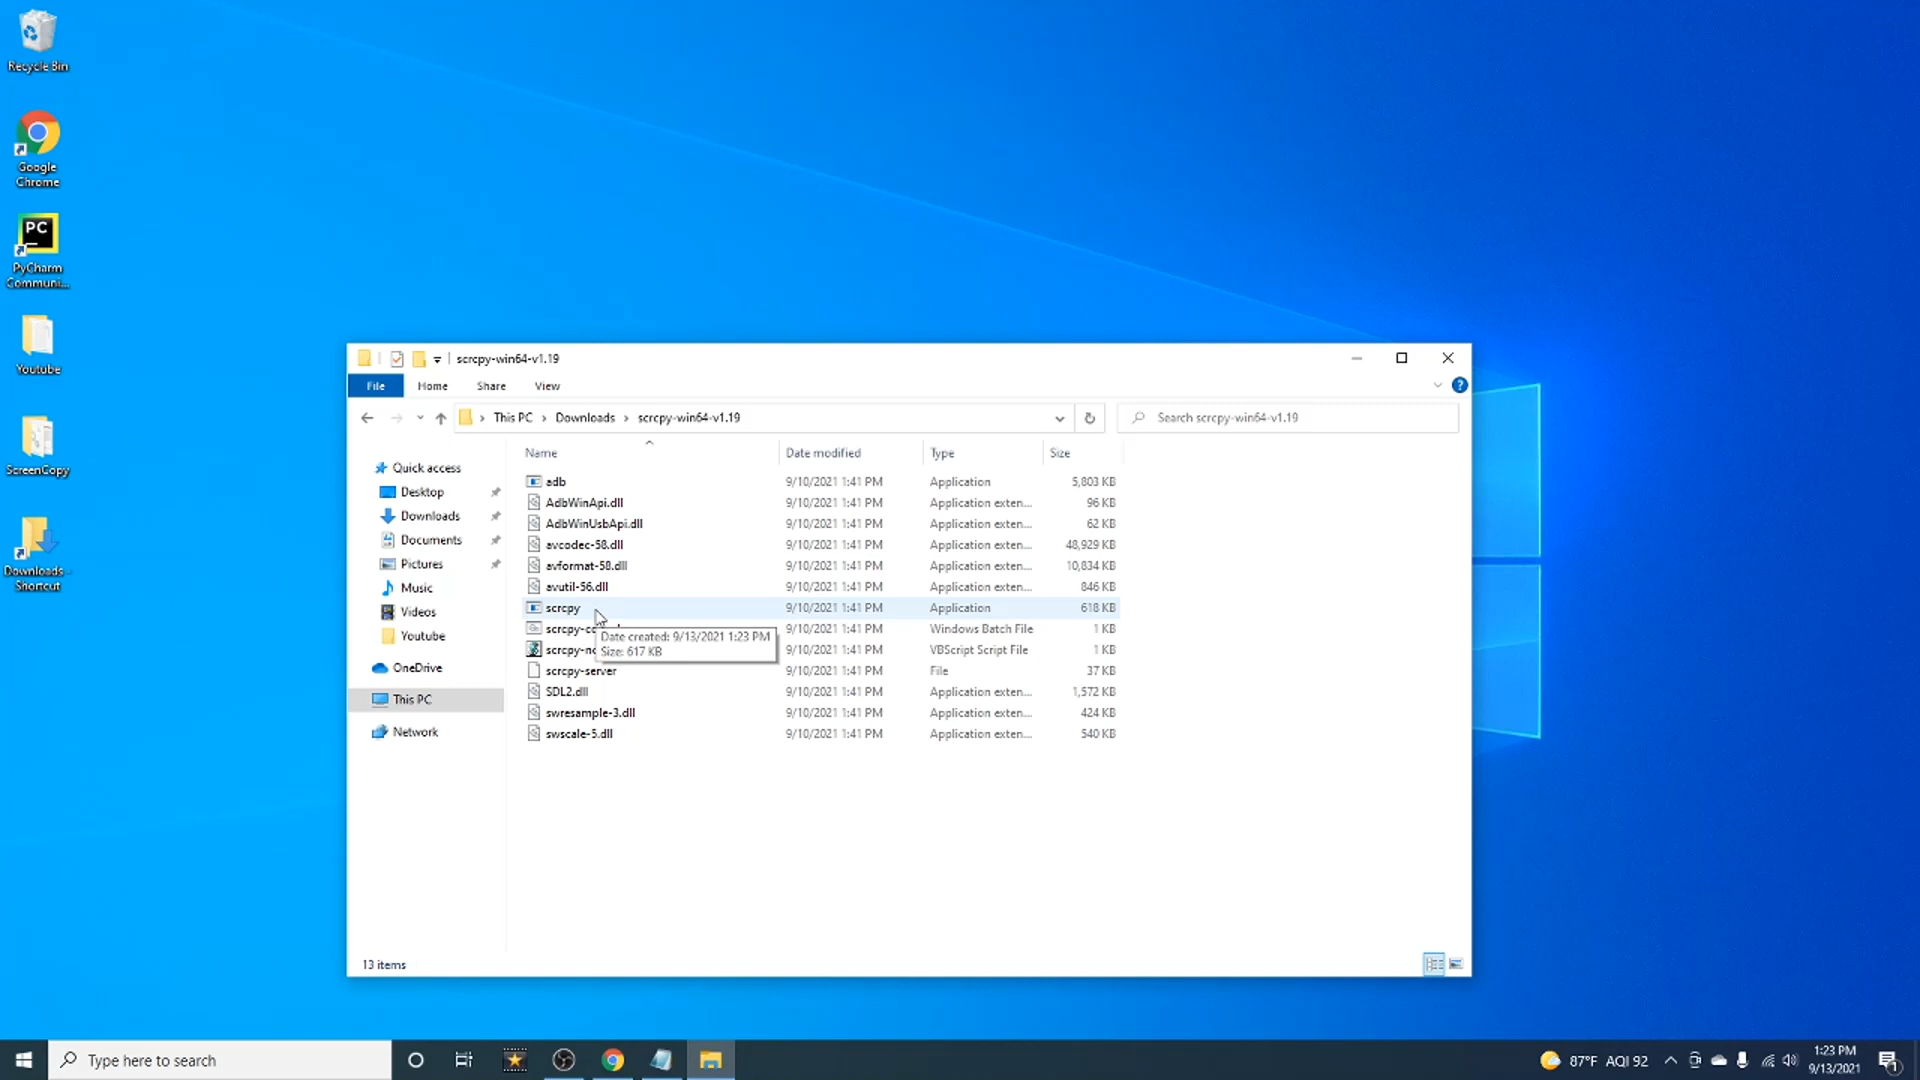 Recycle Bin
Google
Chrome
PyCharm
Communi...
Youtube
ScreenCopy
Downloads -
Shortcut
scrcpy-win64-v1.19
File
Home
Share
View
This PC
Downloads
scrcpy-win64-v1.19
Search scrcpy-win64-v1.19
Quick access
Desktop
Downloads
Documents
Pictures
Music
Videos
Youtube
OneDrive
This PC
Network
Name Date modified Type Size
adb 9/10/2021 1:41 PM Application 5,803 KB
AdbWinApi.dll 9/10/2021 1:41 PM Application exten... 96 KB
AdbWinUsbApi.dll 9/10/2021 1:41 PM Application exten... 62 KB
avcodec-58.dll 9/10/2021 1:41 PM Application exten... 48,929 KB
avformat-58.dll 9/10/2021 1:41 PM Application exten... 10,834 KB
avutil-56.dll 9/10/2021 1:41 PM Application exten... 846 KB
scrcpy 9/10/2021 1:41 PM Application 618 KB
scrcpy-co 9/10/2021 1:41 PM Windows Batch File 1 KB
scrcpy-no 9/10/2021 1:41 PM VBScript Script File 1 KB
scrcpy-server 9/10/2021 1:41 PM File 37 KB
SDL2.dll 9/10/2021 1:41 PM Application exten... 1,572 KB
swresample-3.dll 9/10/2021 1:41 PM Application exten... 424 KB
swscale-5.dll 9/10/2021 1:41 PM Application exten... 540 KB
Date created: 9/13/2021 1:23 PM
Size: 617 KB
13 items
Type here to search
87°F AQI 92
1:23 PM
9/13/2021
PC
1